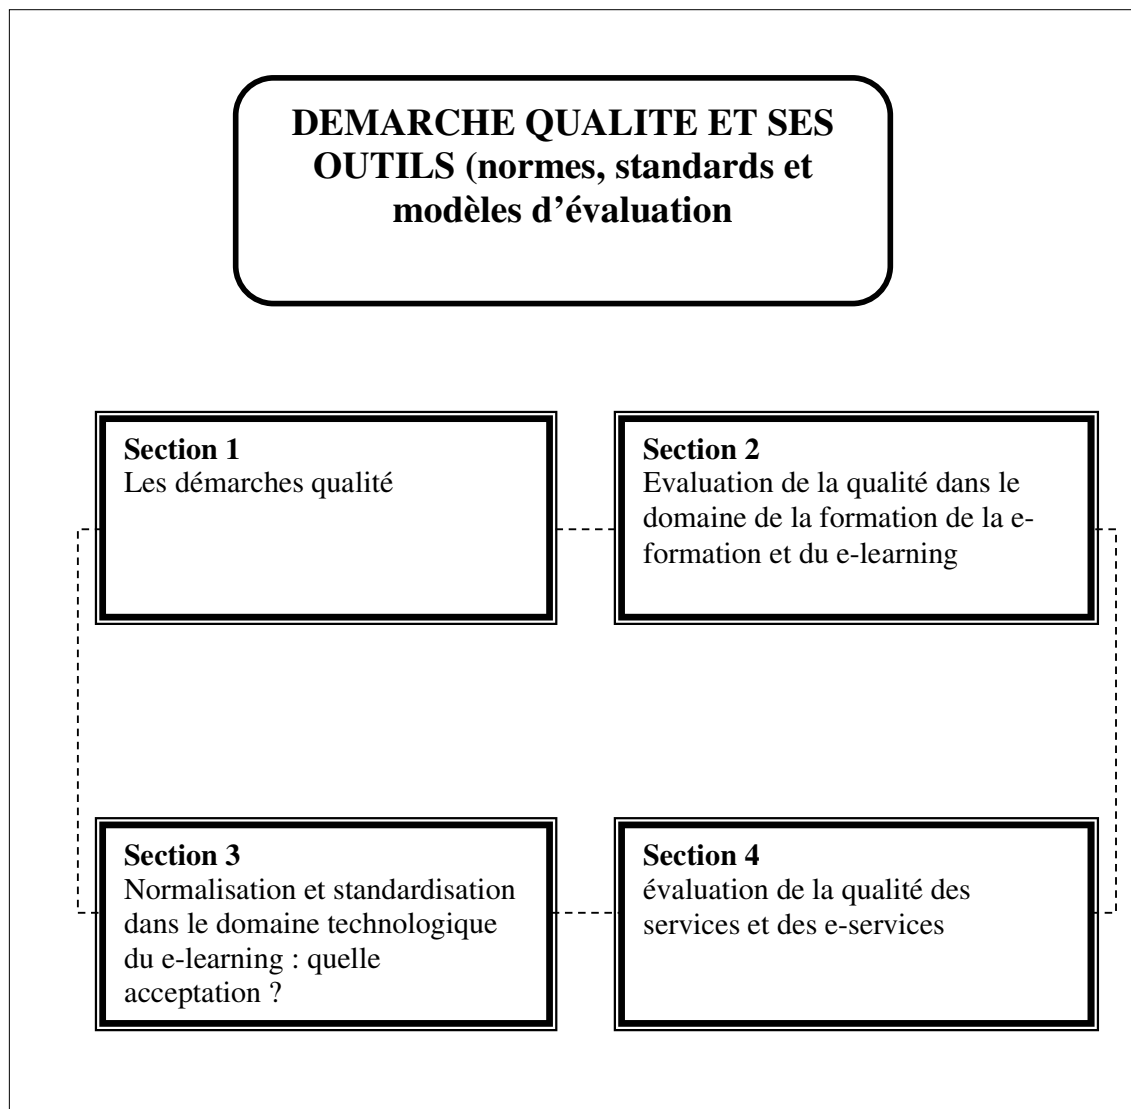 DEMARCHE QUALITE ET SES
OUTILS (normes, standards et
modèles d’évaluation
Section 1
Les démarches qualité
Section 2
Evaluation de la qualité dans le
domaine de la formation de la e-
formation et du e-learning
Section 3
Normalisation et standardisation
dans le domaine technologique
du e-learning : quelle
acceptation ?
Section 4
évaluation de la qualité des
services et des e-services